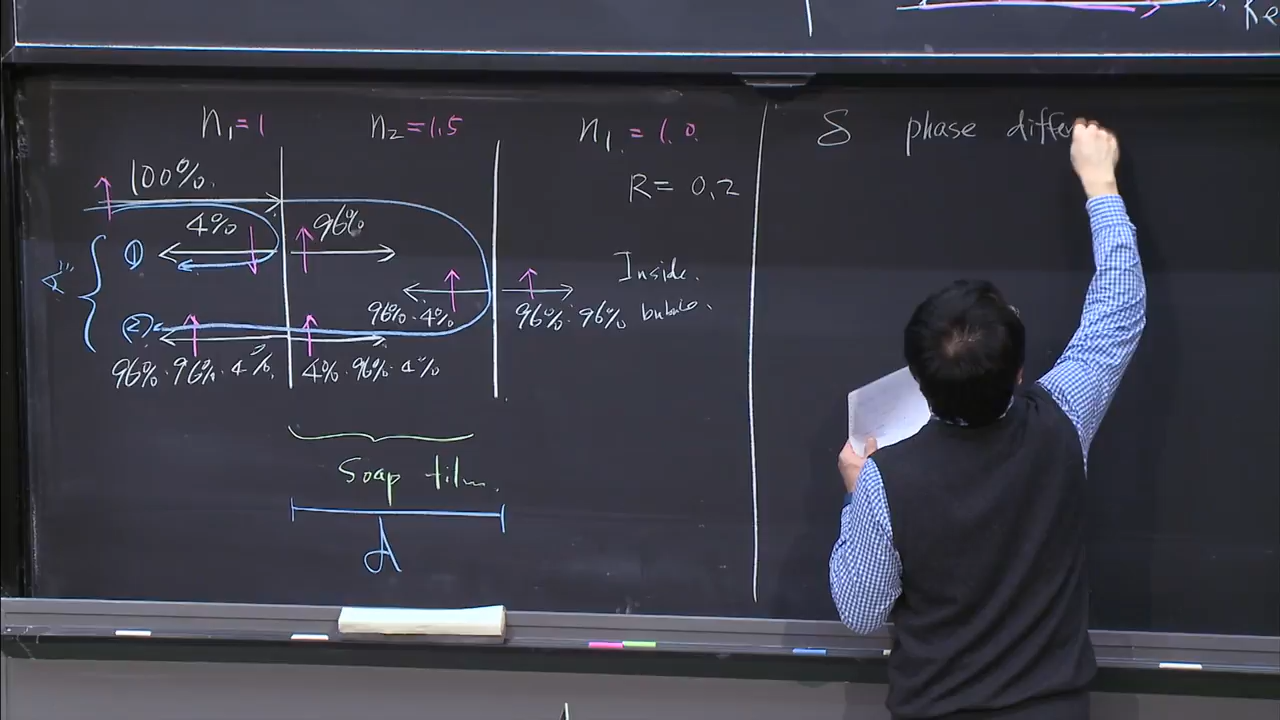 n₁=1
n₂=1.5
n₁=1.0
R= 0.2
100%
4%
96%
①
96%·4%
96%·96%
Inside
②
96%·96%·4%
4%·96%·4%
Soap film
d
δ phase differ